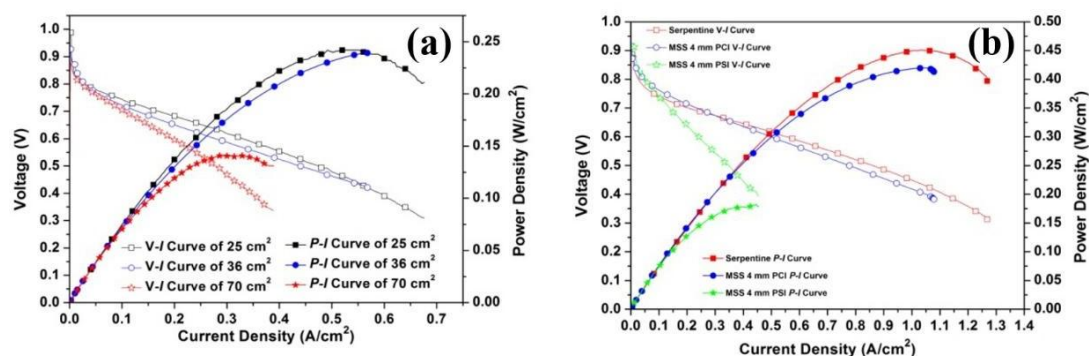 (a)
1.0
0.9
0.8
0.7
0.6
0.5
0.4
0.3
0.2
0.1
0.0
Voltage (V)
0.25
0.20
0.15
0.10
0.05
0.00
Power Density (W/cm²)
V-I Curve of 25 cm²
V-I Curve of 36 cm²
V-I Curve of 70 cm²
P-I Curve of 25 cm²
P-I Curve of 36 cm²
P-I Curve of 70 cm²
0.0 0.1 0.2 0.3 0.4 0.5 0.6 0.7
Current Density (A/cm²)
(b)
1.0
0.9
0.8
0.7
0.6
0.5
0.4
0.3
0.2
0.1
0.0
Voltage (V)
0.50
0.45
0.40
0.35
0.30
0.25
0.20
0.15
0.10
0.05
0.00
Power Density (W/cm²)
Serpentine V-I Curve
MSS 4 mm PCI V-I Curve
MSS 4 mm PSI V-I Curve
Serpentine P-I Curve
MSS 4 mm PCI P-I Curve
MSS 4 mm PSI P-I Curve
0.0 0.1 0.2 0.3 0.4 0.5 0.6 0.7 0.8 0.9 1.0 1.1 1.2 1.3 1.4
Current Density (A/cm²)